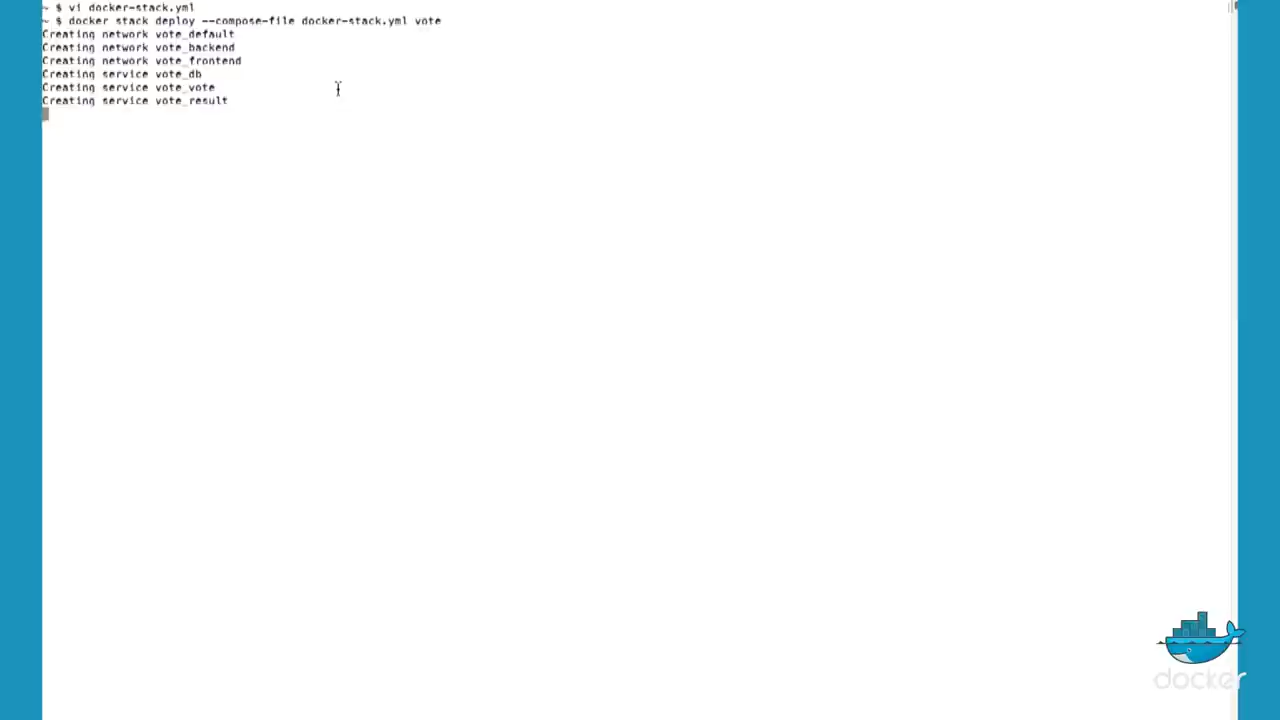 ~ $ vi docker-stack.yml
~ $ docker stack deploy --compose-file docker-stack.yml vote
Creating network vote_default
Creating network vote_backend
Creating network vote_frontend
Creating service vote_db
Creating service vote_vote
Creating service vote_result
docker